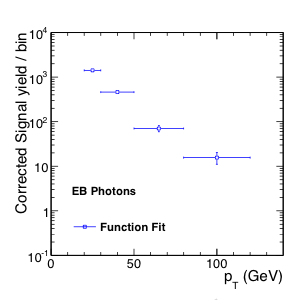 Corrected Signal yield / bin
10^4
10^3
10^2
10
1
10^-1
EB Photons
Function Fit
0 50 100
p_T (GeV)